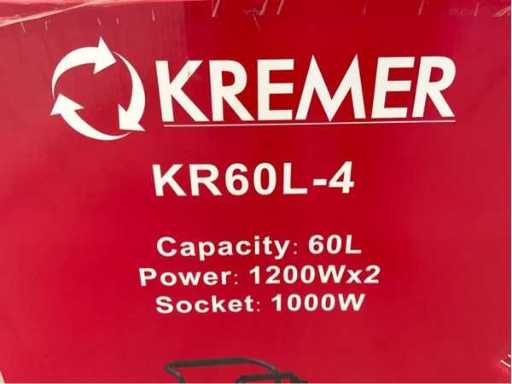 KREMER
KR60L-4
Capacity: 60L
Power: 1200Wx2
Socket: 1000W